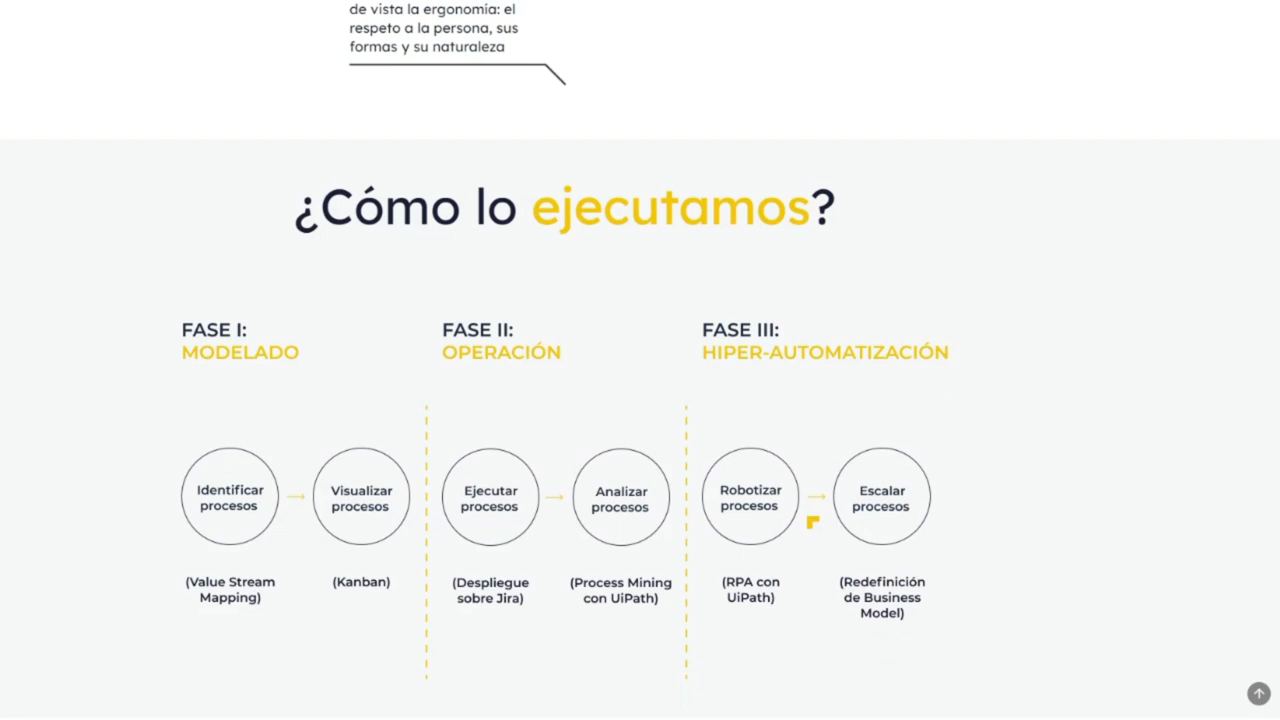 de vista la ergonomía: el
respeto a la persona, sus
formas y su naturaleza
¿Cómo lo ejecutamos?
FASE I:
MODELADO
FASE II:
OPERACIÓN
FASE III:
HIPER-AUTOMATIZACIÓN
Identificar
procesos
Visualizar
procesos
Ejecutar
procesos
Analizar
procesos
Robotizar
procesos
Escalar
procesos
(Value Stream
Mapping)
(Kanban)
(Despliegue
sobre Jira)
(Process Mining
con UiPath)
(RPA con
UiPath)
(Redefinición
de Business
Model)